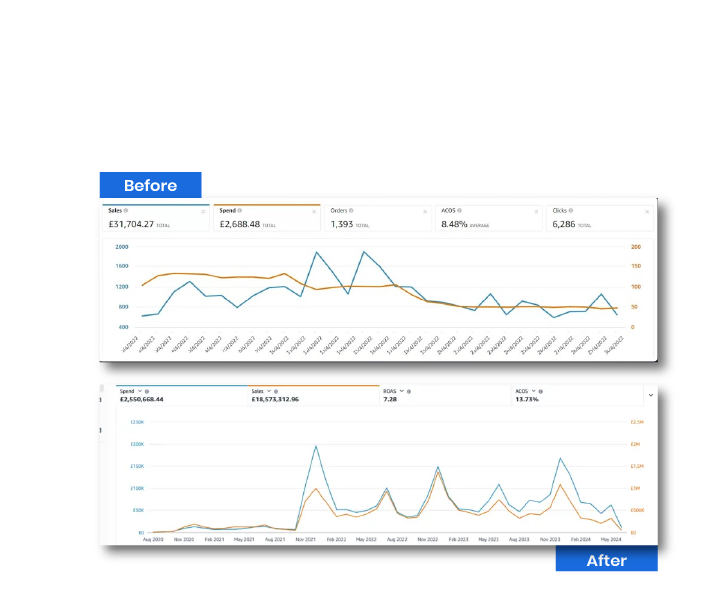 Before
Sales Spend Orders ACOS Clicks
£31,704.27 TOTAL £2,688.48 TOTAL 1,393 TOTAL 8.48% AVERAGE 6,286 TOTAL
2000 200
1600 150
1200 100
800 50
400 0
Spend Sales ROAS ACOS
£2,550,668.44 £18,573,312.96 7.28 13.73%
£250K £2.5M
£200K £2M
£150K £1.5M
£100K £1M
£50K £500K
£0 £0
Aug 2020 Nov 2020 Feb 2021 May 2021 Aug 2021 Nov 2021 Feb 2022 May 2022 Aug 2022 Nov 2022 Feb 2023 May 2023 Aug 2023 Nov 2023 Feb 2024 May 2024
After